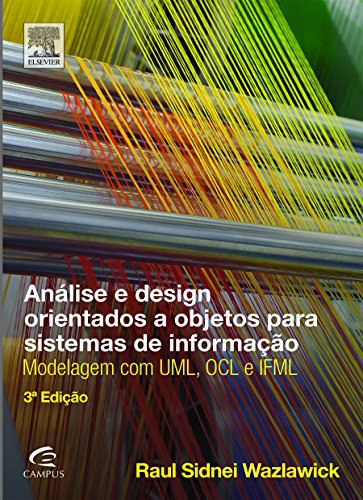 ELSEVIER
Análise e design
orientados a objetos para
sistemas de informação
Modelagem com UML, OCL e IFML
3ª Edição
CAMPUS
Raul Sidnei Wazlawick